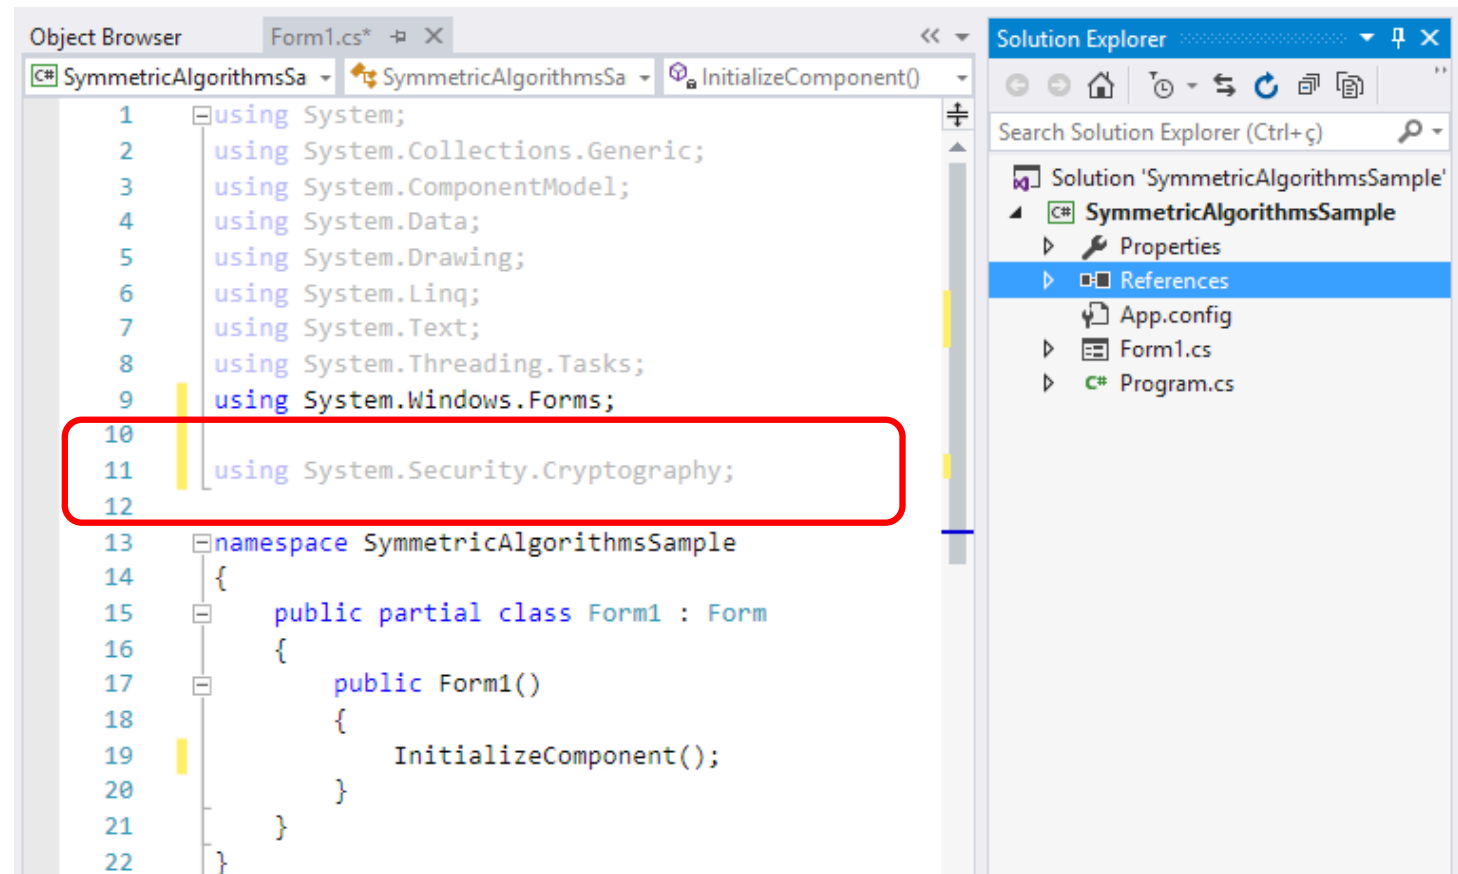 Object Browser
Form1.cs*
SymmetricAlgorithmsSa
SymmetricAlgorithmsSa
InitializeComponent()
1 using System;
2 using System.Collections.Generic;
3 using System.ComponentModel;
4 using System.Data;
5 using System.Drawing;
6 using System.Linq;
7 using System.Text;
8 using System.Threading.Tasks;
9 using System.Windows.Forms;
10
11 using System.Security.Cryptography;
12
13 namespace SymmetricAlgorithmsSample
14 {
15 public partial class Form1 : Form
16 {
17 public Form1()
18 {
19 InitializeComponent();
20 }
21 }
22 }
Solution Explorer
Search Solution Explorer (Ctrl+ç)
Solution 'SymmetricAlgorithmsSample'
C# SymmetricAlgorithmsSample
Properties
References
App.config
Form1.cs
C# Program.cs